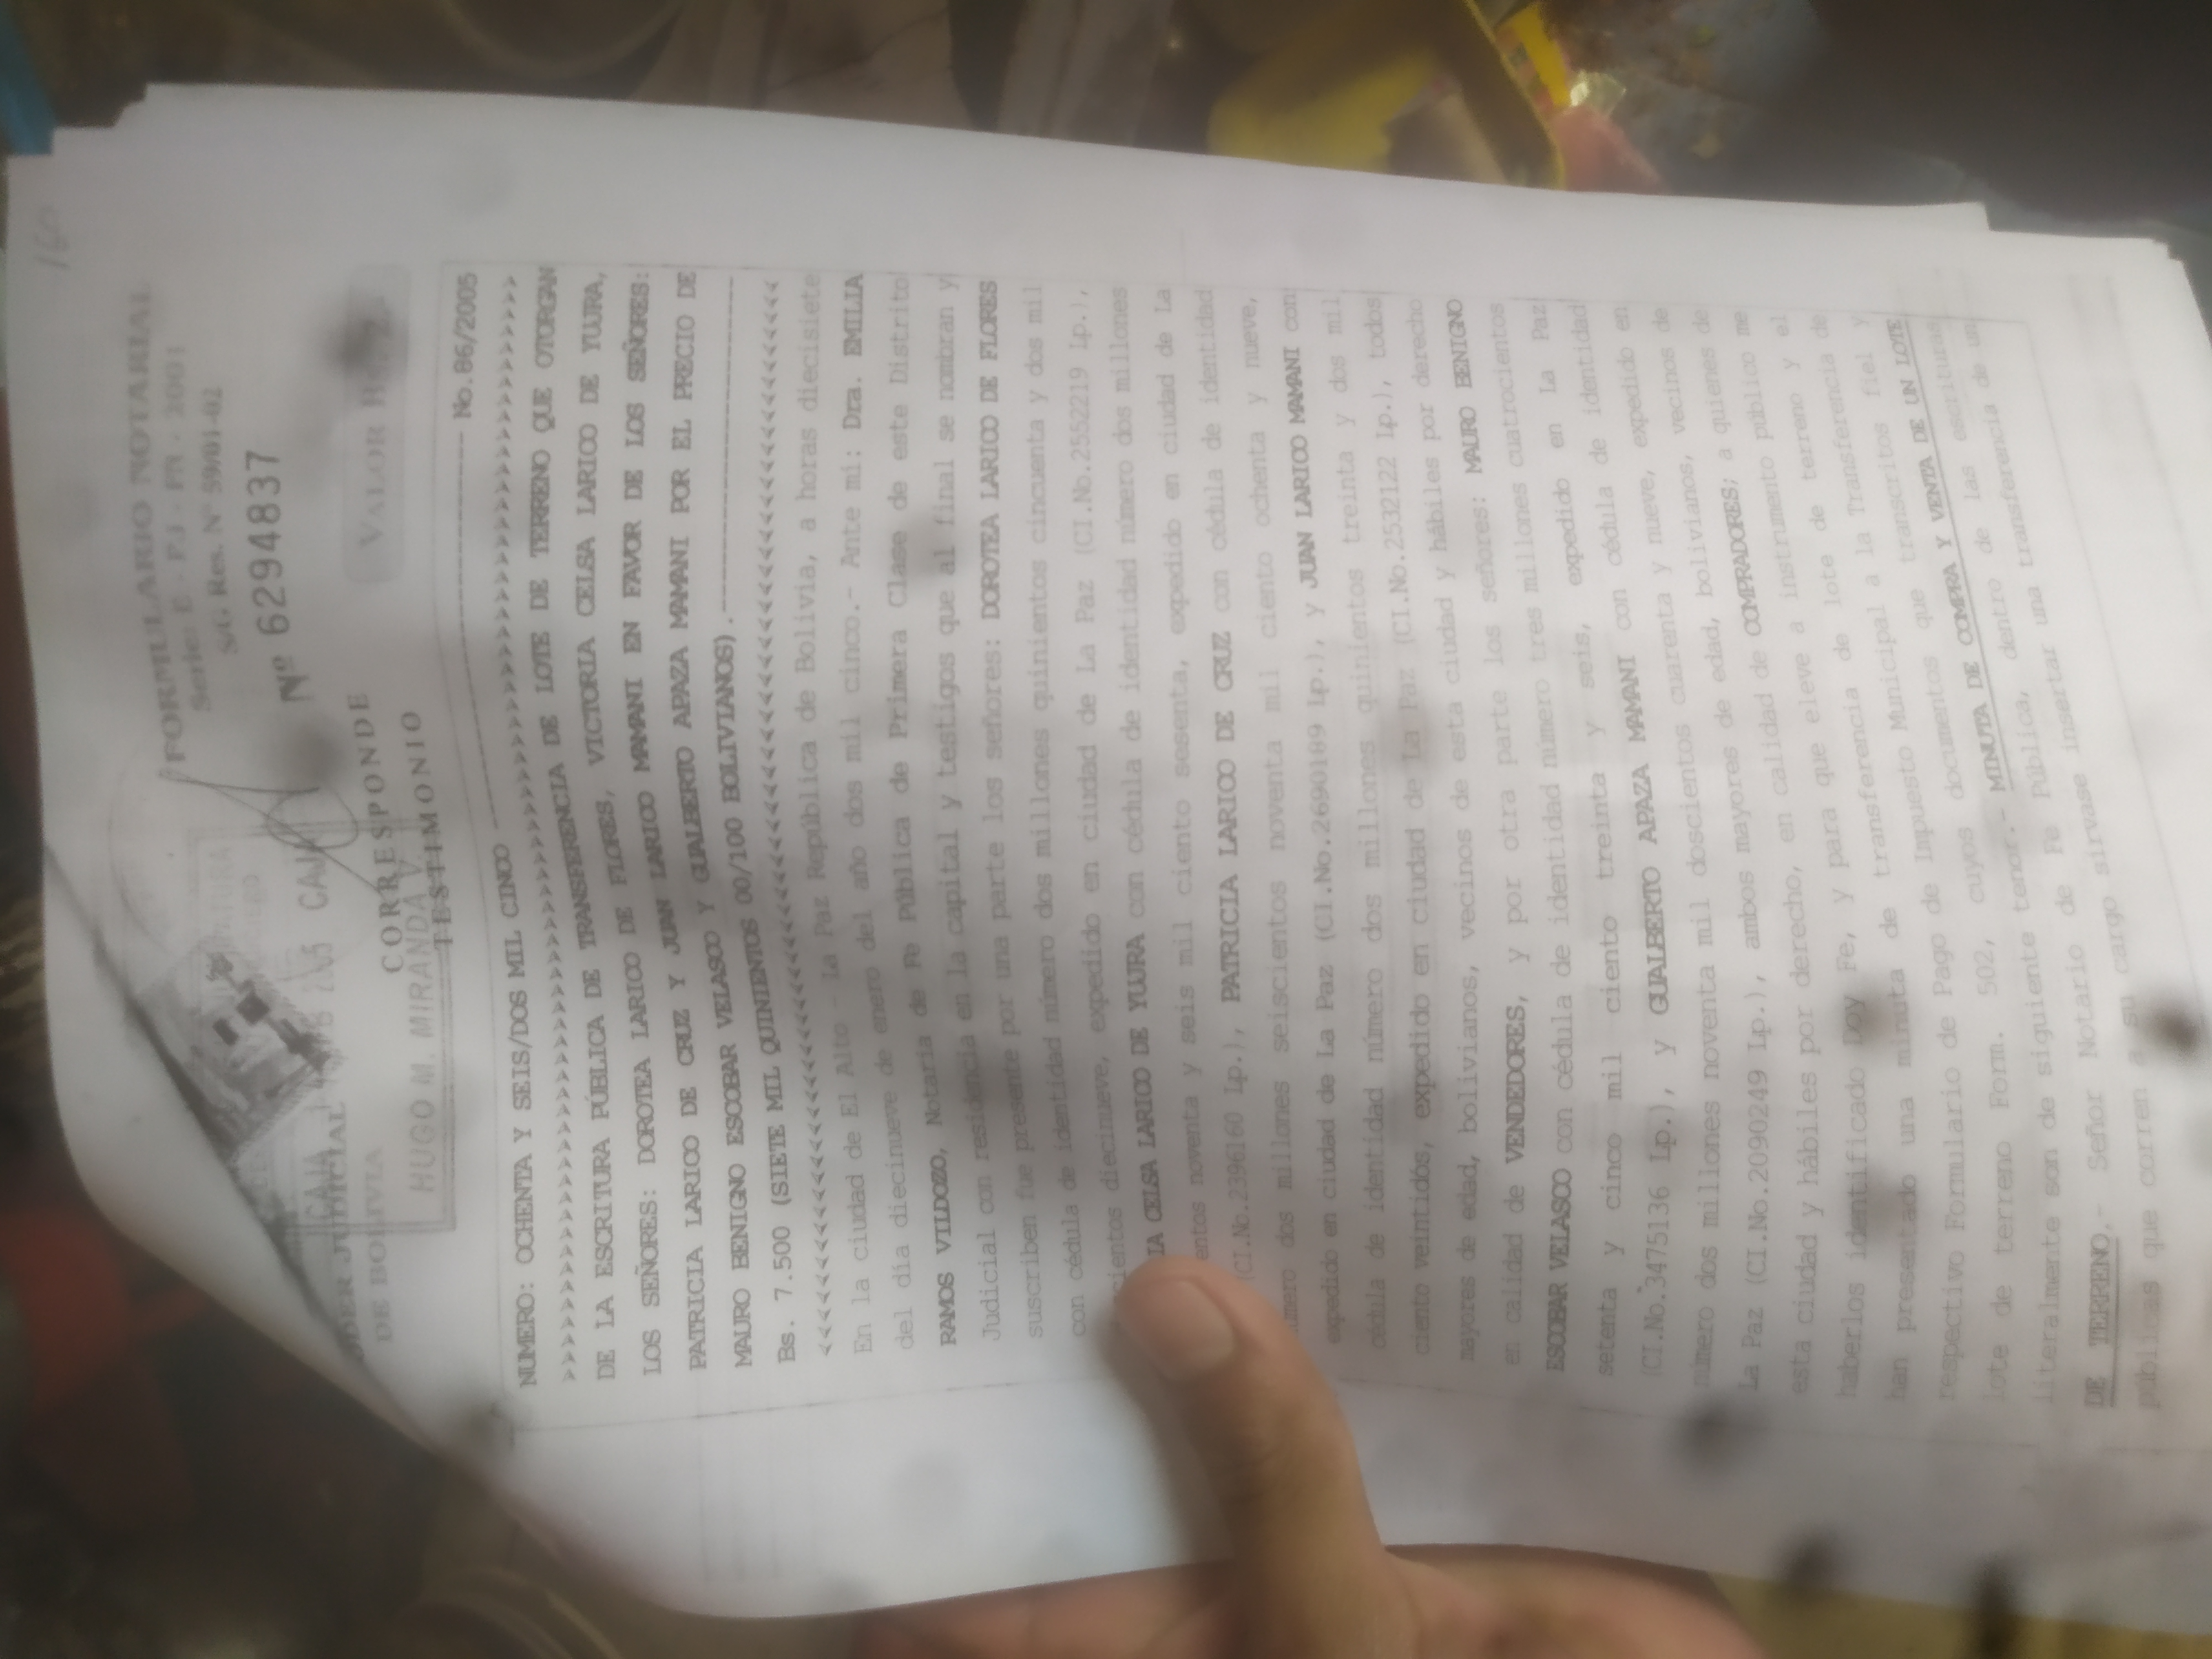 160
FORMULARIO NOTARIAL
Serie: E - PJ - PN - 2001
S/G Res. Nº 59/01-02
Nº 6294837
CAJA 2005 CAJA
JUDICIAL
DE BOLIVIA
HUGO M. MIRANDA V.
CORRESPONDE
TESTIMONIO
VALOR Bs. 2.-
No.86/2005
NUMERO: OCHENTA Y SEIS/DOS MIL CINCO
DE LA ESCRITURA PÚBLICA DE TRANSFERENCIA DE LOTE DE TERRENO QUE OTORGAN
LOS SEÑORES: DOROTEA LARICO DE FLORES, VICTORIA CELSA LARICO DE YUJRA,
PATRICIA LARICO DE CRUZ Y JUAN LARICO MAMANI EN FAVOR DE LOS SEÑORES:
MAURO BENIGNO ESCOBAR VELASCO Y GUALBERTO APAZA MAMANI POR EL PRECIO DE
Bs. 7.500 (SIETE MIL QUINIENTOS 00/100 BOLIVIANOS).
En la ciudad de El Alto - La Paz República de Bolivia, a horas diecisiete
del día diecinueve de enero del año dos mil cinco.- Ante mi: Dra. EMILIA
RAMOS VILDOZO, Notaria de Fe Pública de Primera Clase de este Distrito
Judicial con residencia en la capital y testigos que al final se nombran y
suscriben fue presente por una parte los señores: DOROTEA LARICO DE FLORES
con cédula de identidad número dos millones quinientos cincuenta y dos mil
cientos diecinueve, expedido en ciudad de La Paz (CI.No.2552219 Lp.),
IA CELSA LARICO DE YUJRA con cédula de identidad número dos millones
entos noventa y seis mil ciento sesenta, expedido en ciudad de La
(CI.No.2396160 Lp.), PATRICIA LARICO DE CRUZ con cédula de identidad
número dos millones seiscientos noventa mil ciento ochenta y nueve,
expedido en ciudad de La Paz (CI.No.2690189 Lp.), y JUAN LARICO MAMANI con
cédula de identidad número dos millones quinientos treinta y dos mil
ciento veintidós, expedido en ciudad de La Paz (CI.No.2532122 Lp.), todos
mayores de edad, bolivianos, vecinos de esta ciudad y hábiles por derecho
en calidad de VENDEDORES, y por otra parte los señores: MAURO BENIGNO
ESCOBAR VELASCO con cédula de identidad número tres millones cuatrocientos
setenta y cinco mil ciento treinta y seis, expedido en La Paz
(CI.No.3475136 Lp.), y GUALBERTO APAZA MAMANI con cédula de identidad
número dos millones noventa mil doscientos cuarenta y nueve, expedido en
La Paz (CI.No.2090249 Lp.), ambos mayores de edad, bolivianos, vecinos de
esta ciudad y hábiles por derecho, en calidad de COMPRADORES; a quienes de
haberlos identificado Doy Fe, y para que eleve a instrumento público me
han presentado una minuta de transferencia de lote de terreno y el
respectivo Formulario de Pago de Impuesto Municipal a la Transferencia de
lote de terreno Form. 502, cuyos documentos que transcritos fiel y
literalmente son de siguiente tenor.- MINUTA DE COMPRA Y VENTA DE UN LOTE
DE TERRENO.- Señor Notario de Fe Pública, dentro de las escrituras
públicas que corren a su cargo sirvase insertar una transferencia de un